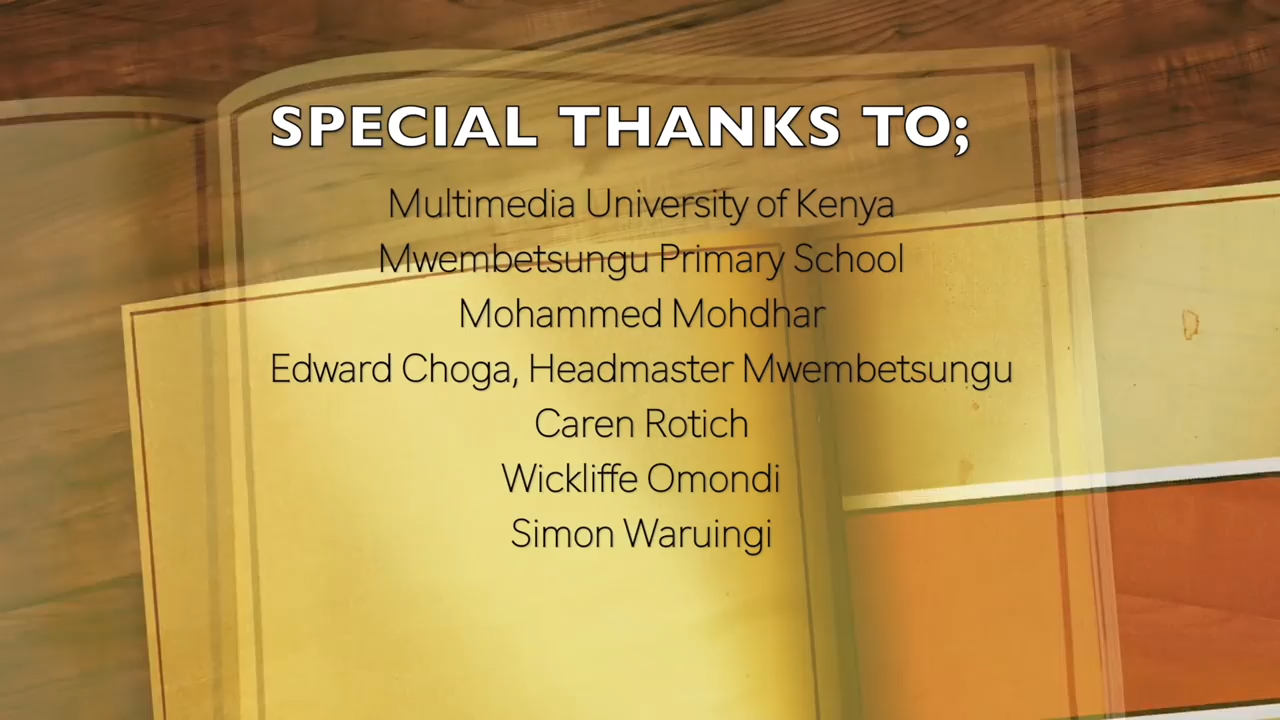 SPECIAL THANKS TO;
Multimedia University of Kenya
Mwembetsungu Primary School
Mohammed Mohdhar
Edward Choga, Headmaster Mwembetsungu
Caren Rotich
Wickliffe Omondi
Simon Waruingi